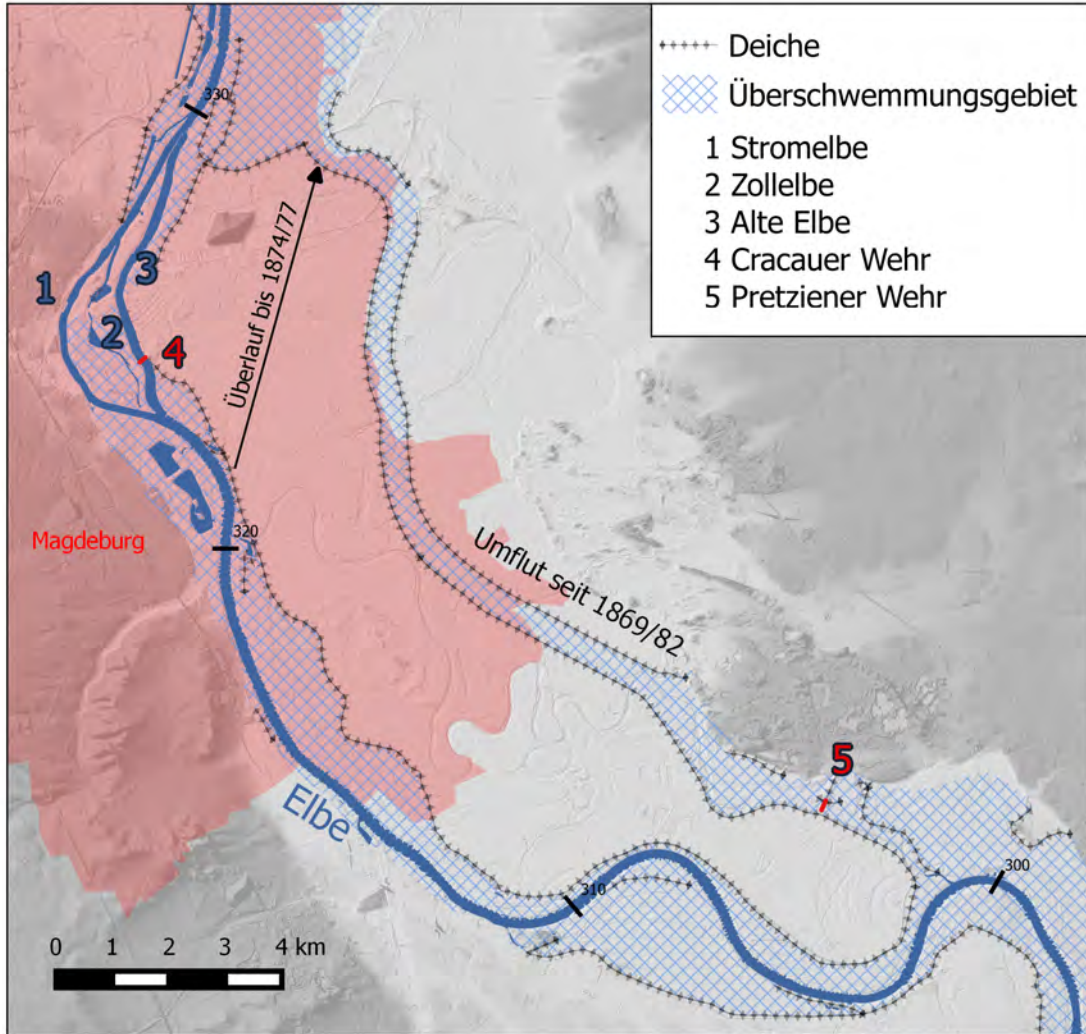 Deiche
Überschwemmungsgebiet
1 Stromelbe
2 Zollelbe
3 Alte Elbe
4 Cracauer Wehr
5 Pretziener Wehr
330
1
3
2
4
Überlauf bis 1874/77
320
Magdeburg
Umflut seit 1869/82
5
Elbe
300
310
0 1 2 3 4 km